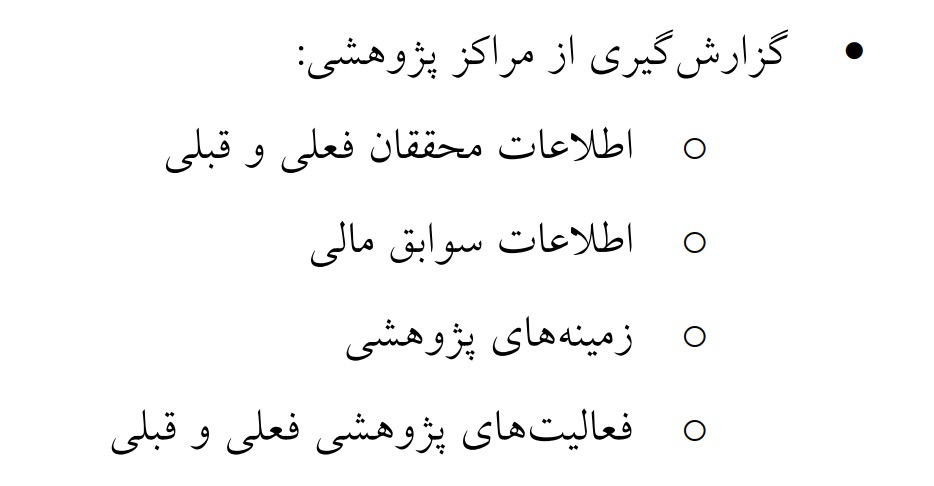 • گزارش‌گیری از مراکز پژوهشی:
○ اطلاعات محققان فعلی و قبلی
○ اطلاعات سوابق مالی
○ زمینه‌های پژوهشی
○ فعالیت‌های پژوهشی فعلی و قبلی